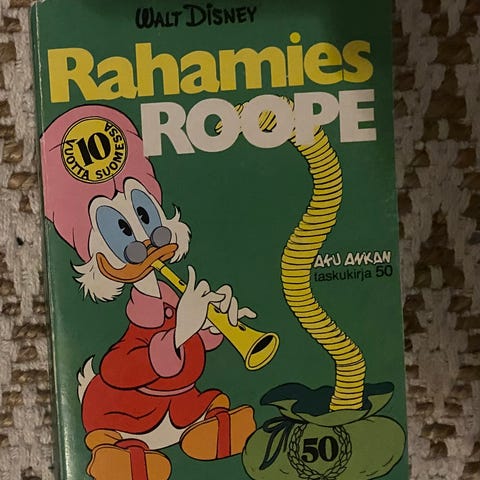 WALT DISNEY
Rahamies
ROOPE
10
VUOTTA SUOMESSA
AKU ANKAN
taskukirja 50
50